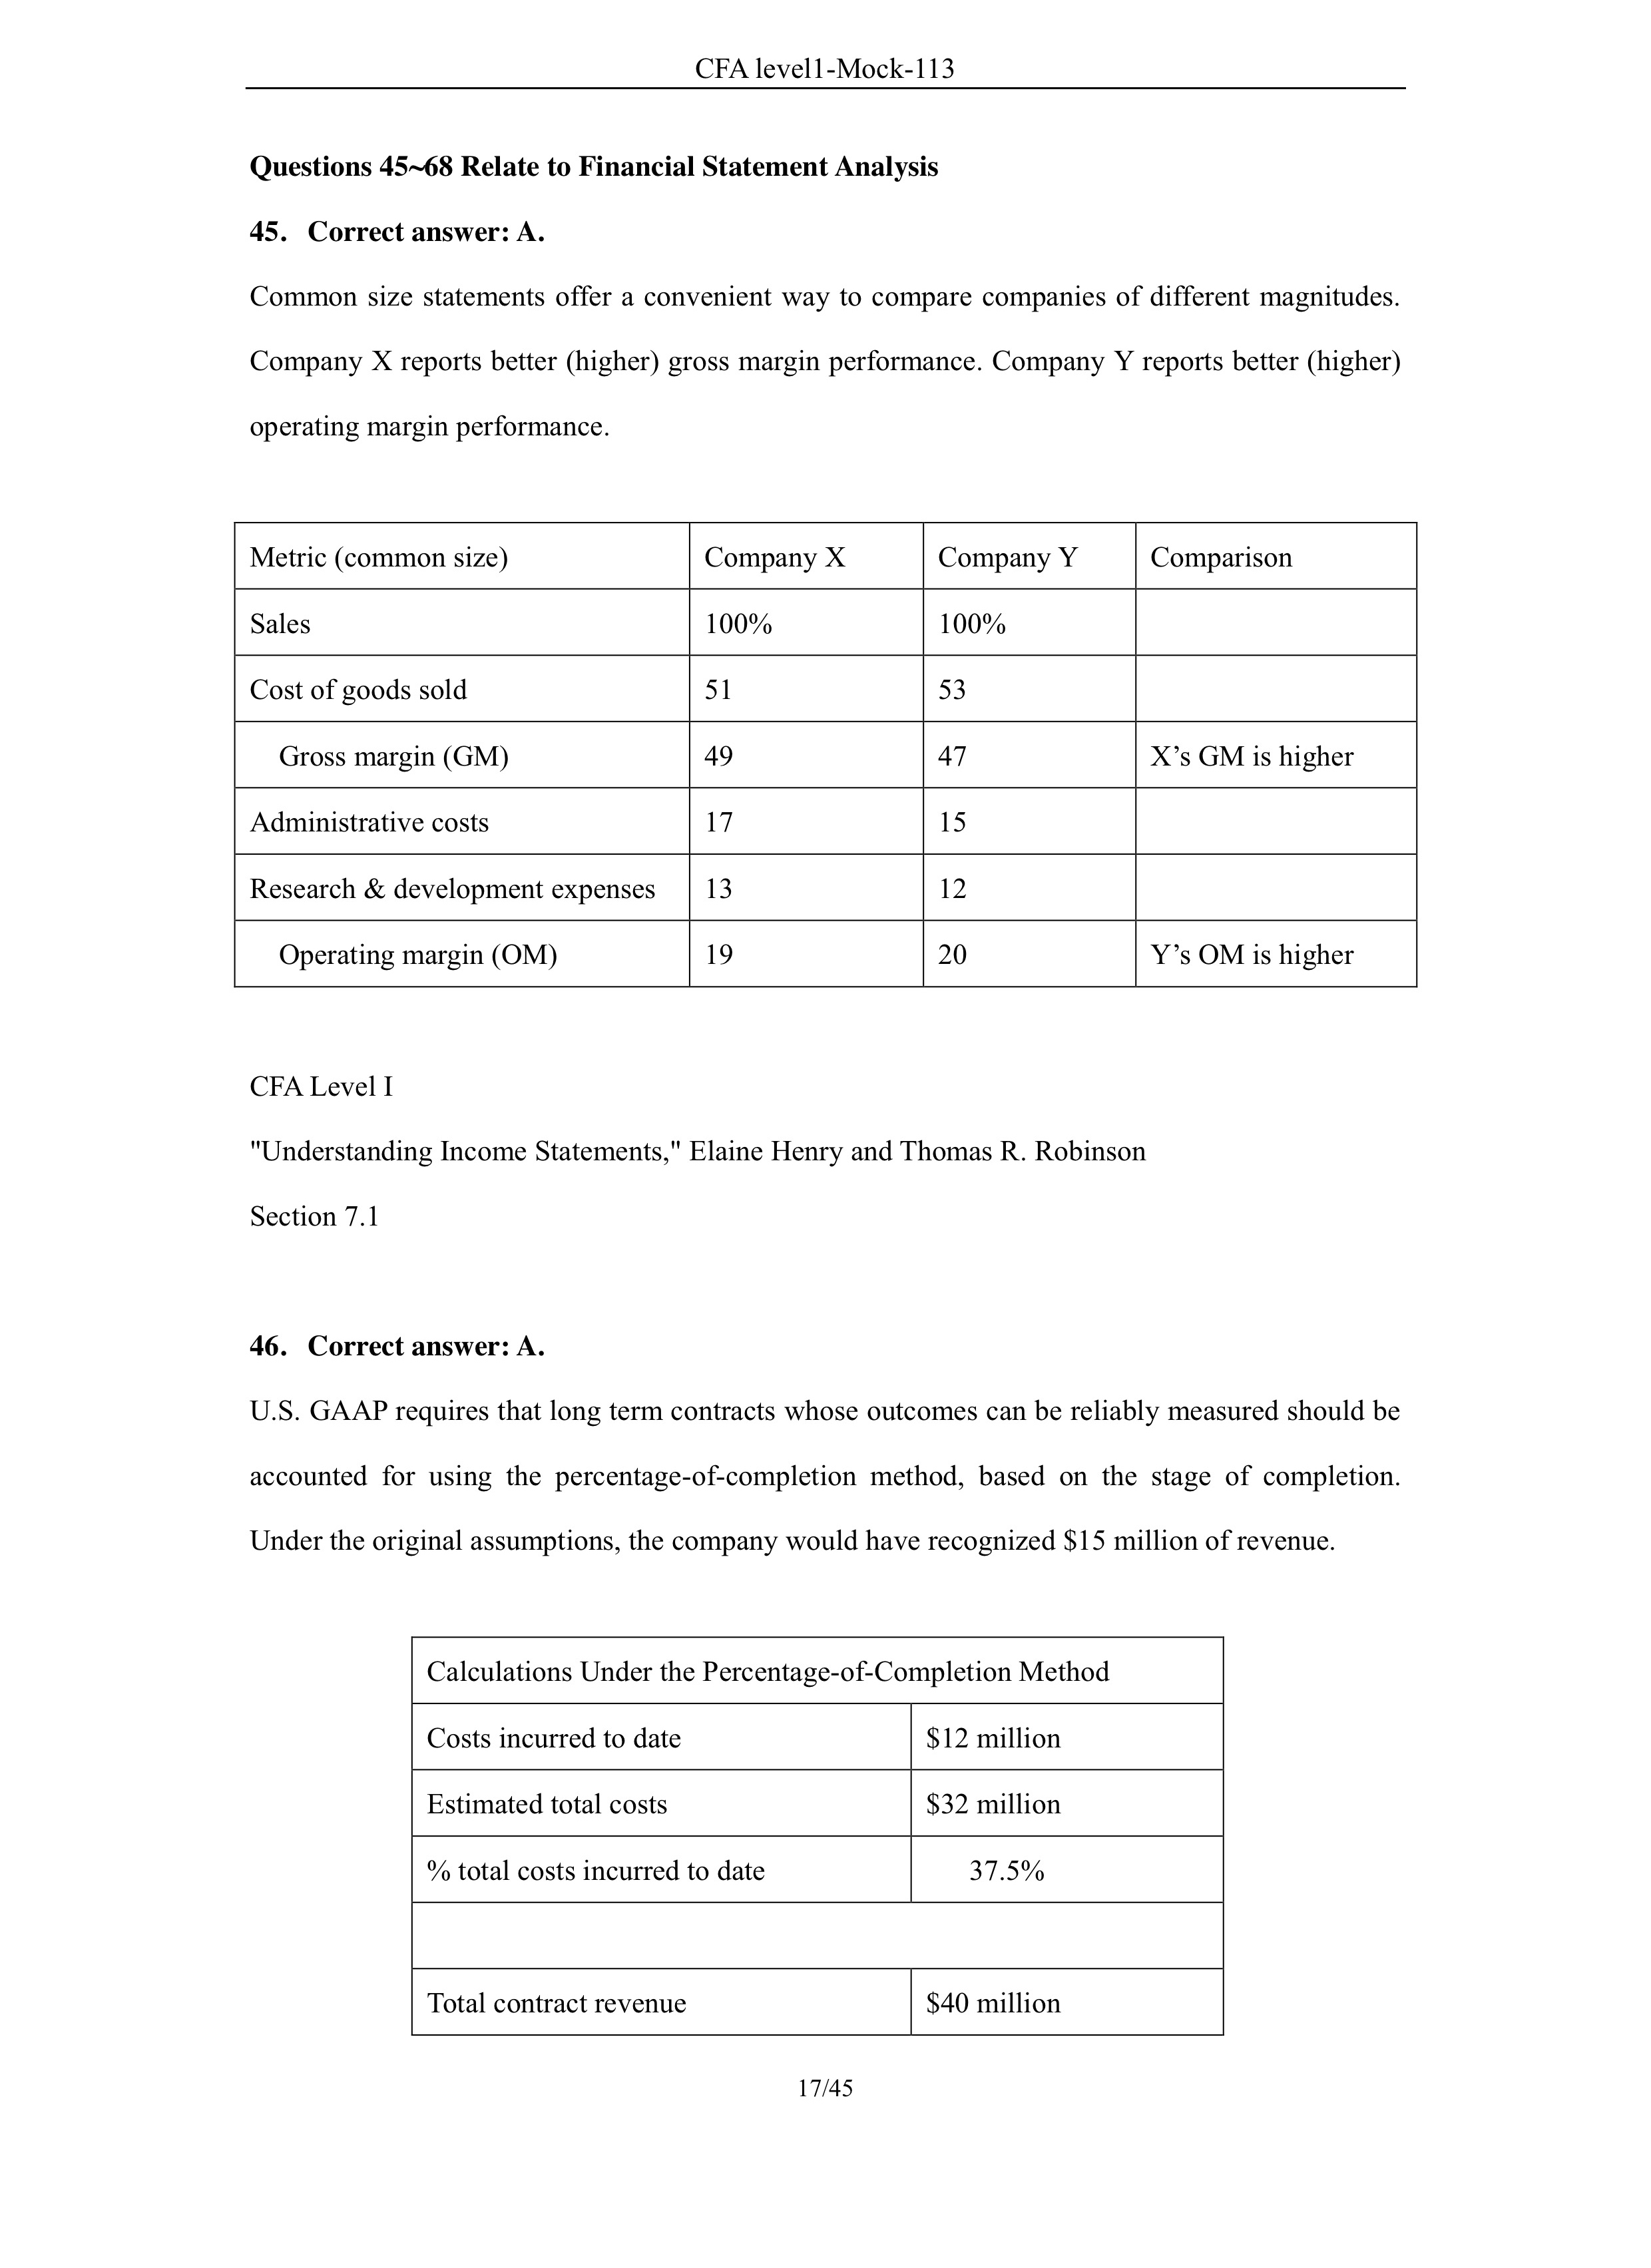 CFA level1-Mock-113
Questions 45~68 Relate to Financial Statement Analysis
45. Correct answer: A.
Common size statements offer a convenient way to compare companies of different magnitudes.
Company X reports better (higher) gross margin performance. Company Y reports better (higher)
operating margin performance.
Metric (common size) Company X Company Y Comparison
Sales 100% 100%
Cost of goods sold 51 53
Gross margin (GM) 49 47 X’s GM is higher
Administrative costs 17 15
Research & development expenses 13 12
Operating margin (OM) 19 20 Y’s OM is higher
CFA Level I
"Understanding Income Statements," Elaine Henry and Thomas R. Robinson
Section 7.1
46. Correct answer: A.
U.S. GAAP requires that long term contracts whose outcomes can be reliably measured should be
accounted for using the percentage-of-completion method, based on the stage of completion.
Under the original assumptions, the company would have recognized $15 million of revenue.
Calculations Under the Percentage-of-Completion Method
Costs incurred to date $12 million
Estimated total costs $32 million
% total costs incurred to date 37.5%
Total contract revenue $40 million
17/45